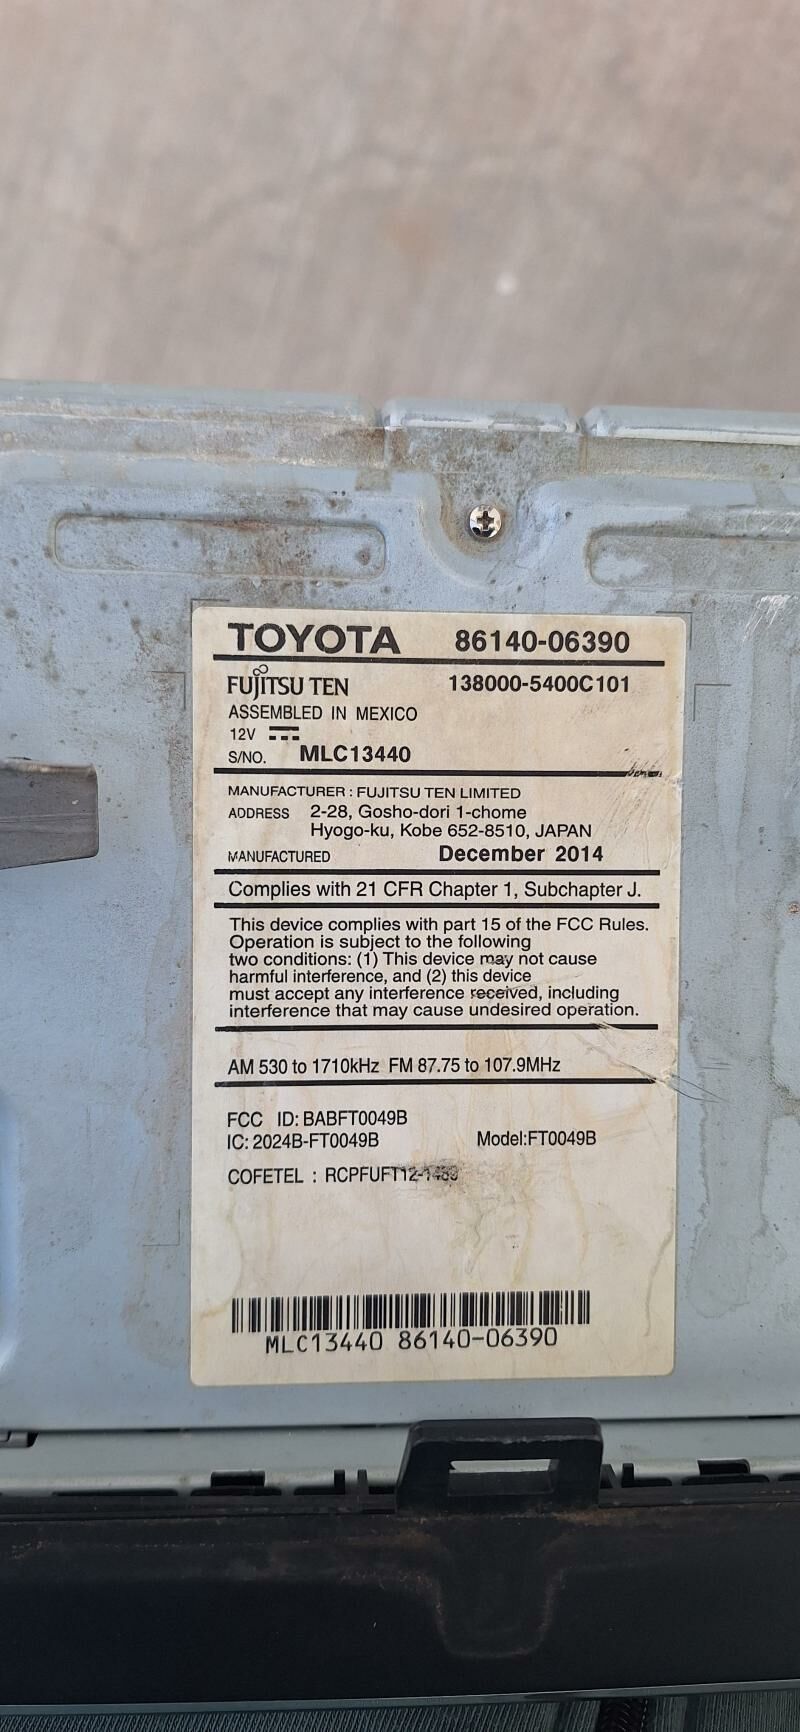 TOYOTA 86140-06390
FUJITSU TEN 138000-5400C101
ASSEMBLED IN MEXICO
12V
S/NO. MLC13440
MANUFACTURER : FUJITSU TEN LIMITED
ADDRESS 2-28, Gosho-dori 1-chome
Hyogo-ku, Kobe 652-8510, JAPAN
MANUFACTURED December 2014
Complies with 21 CFR Chapter 1, Subchapter J.
This device complies with part 15 of the FCC Rules.
Operation is subject to the following
two conditions: (1) This device may not cause
harmful interference, and (2) this device
must accept any interference received, including
interference that may cause undesired operation.
AM 530 to 1710kHz FM 87.75 to 107.9MHz
FCC ID: BABFT0049B
IC: 2024B-FT0049B Model:FT0049B
COFETEL :
MLC13440 86140-06390